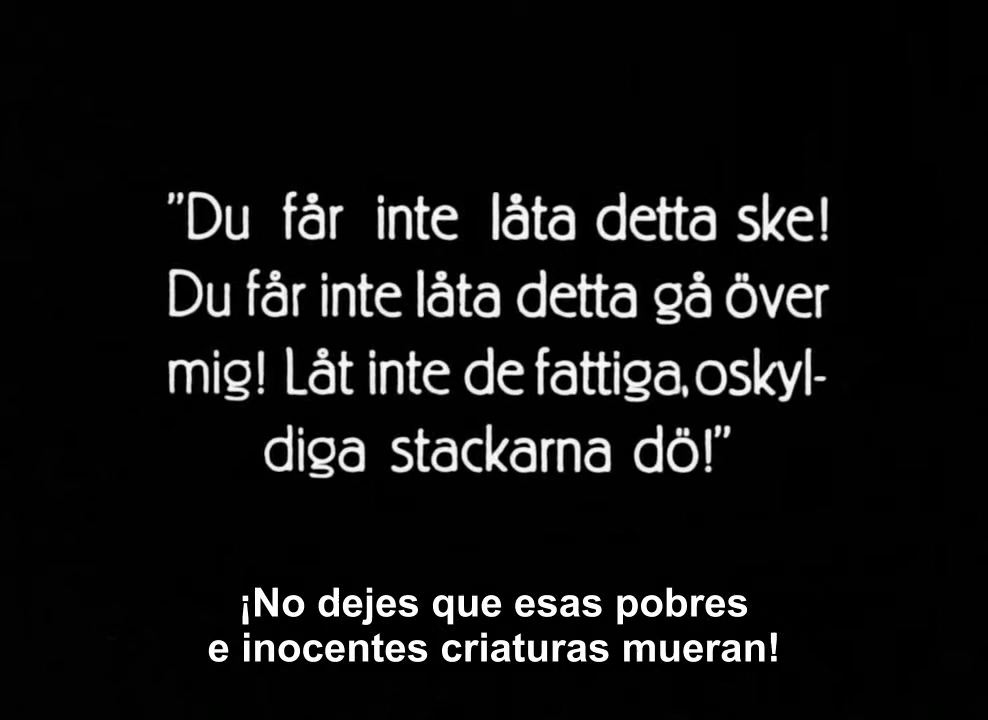 "Du får inte låta detta ske!
Du får inte låta detta gå över
mig! Låt inte de fattiga, oskyl-
diga stackarna dö!"
¡No dejes que esas pobres
e inocentes criaturas mueran!